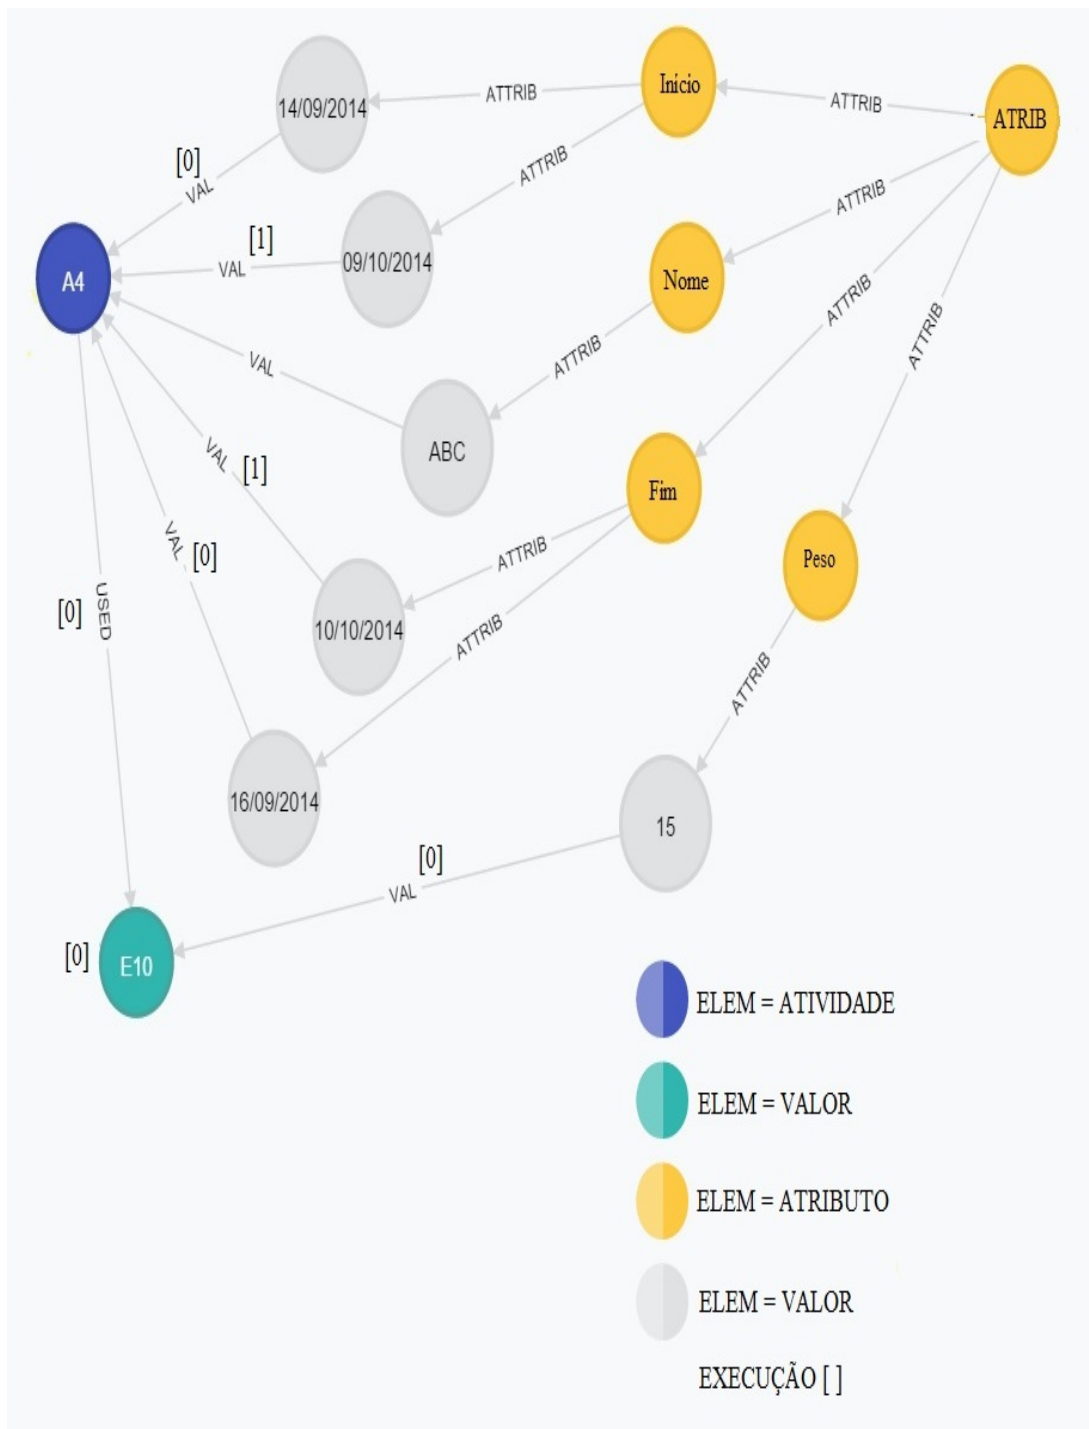 Início
14/09/2014
ATTRIB
ATTRIB
ATRIB
[0]
VAL
ATTRIB
ATTRIB
[1]
09/10/2014
VAL
A4
Nome
ATTRIB
ATTRIB
ATTRIB
VAL
ABC
VAL
[1]
Fim
ATTRIB
VAL
[0]
Peso
USED
[0]
10/10/2014
ATTRIB
ATTRIB
16/09/2014
15
[0]
VAL
[0]
E10
ELEM = ATIVIDADE
ELEM = VALOR
ELEM = ATRIBUTO
ELEM = VALOR
EXECUÇÃO [ ]